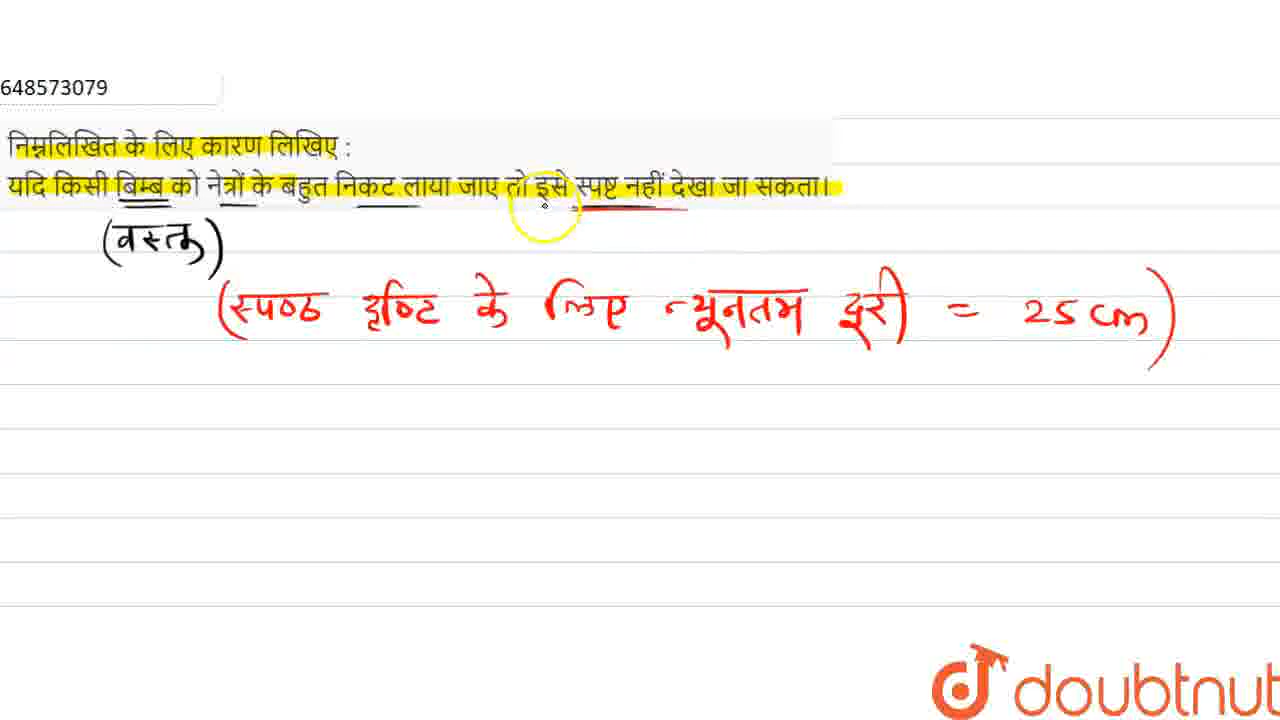 648573079
निम्नलिखित के लिए कारण लिखिए :
यदि किसी बिम्ब को नेत्रों के बहुत निकट लाया जाए तो इसे स्पष्ट नहीं देखा जा सकता।
(वस्तु)
(स्पष्ठ दृष्टि के लिए न्यूनतम दूरी = 25 cm)
doubtnut